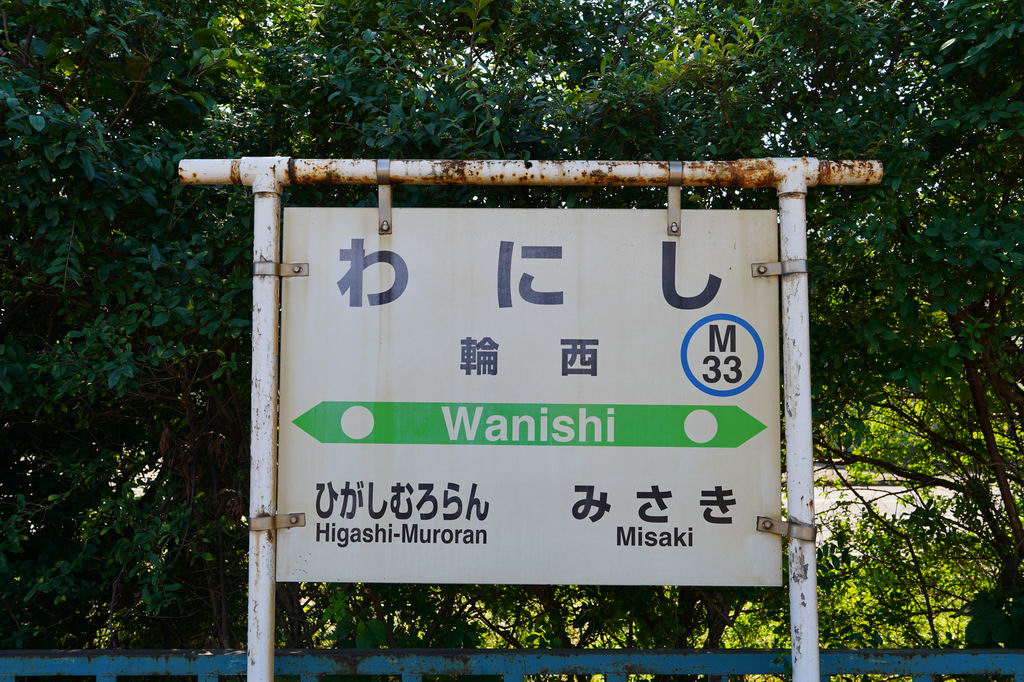 わにし
輪西
M
33
Wanishi
ひがしむろらん
Higashi-Muroran
みさき
Misaki